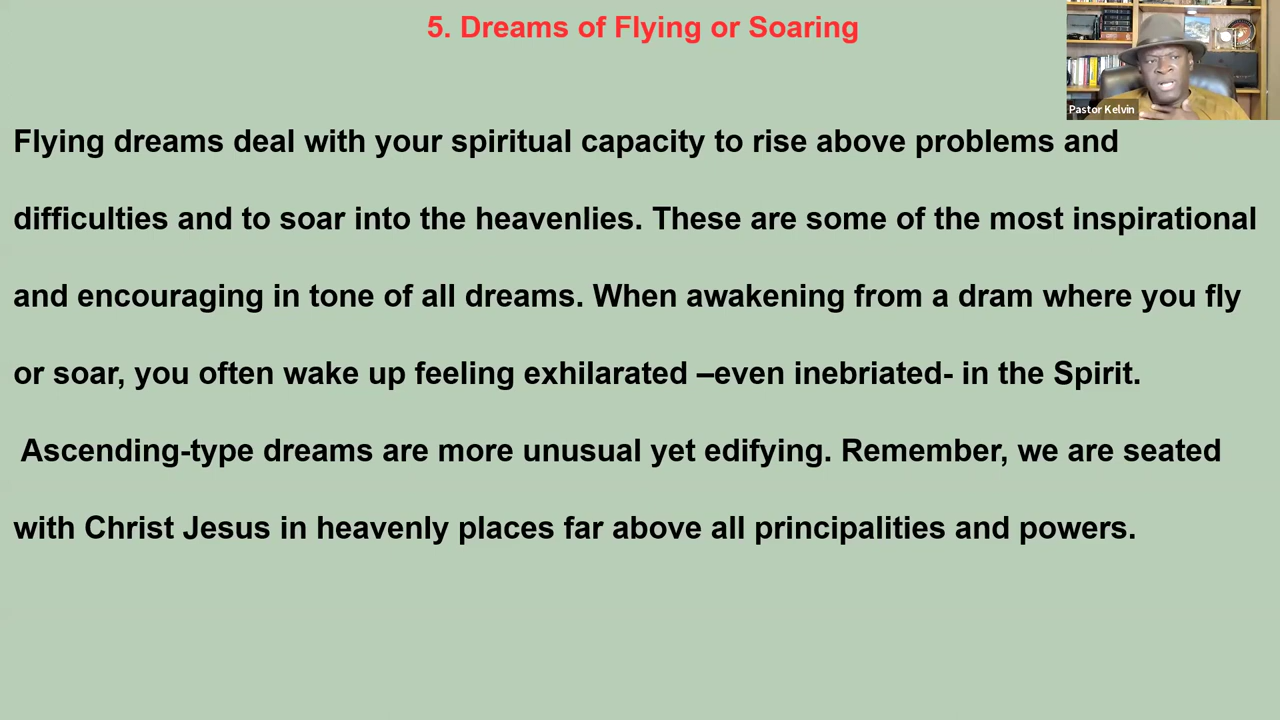 5. Dreams of Flying or Soaring
Pastor Kelvin
Flying dreams deal with your spiritual capacity to rise above problems and
difficulties and to soar into the heavenlies. These are some of the most inspirational
and encouraging in tone of all dreams. When awakening from a dram where you fly
or soar, you often wake up feeling exhilarated –even inebriated- in the Spirit.
Ascending-type dreams are more unusual yet edifying. Remember, we are seated
with Christ Jesus in heavenly places far above all principalities and powers.